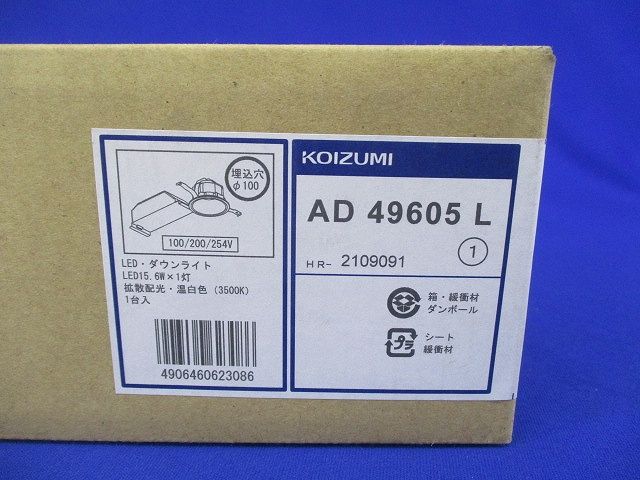 埋込穴
φ100
100/200/254V
LED・ダウンライト
LED15.6W×1灯
拡散配光・温白色 (3500K)
1台入
4906460623086
KOIZUMI
AD 49605 L
HR- 2109091
1
箱・緩衝材
ダンボール
プラ
シート
緩衝材